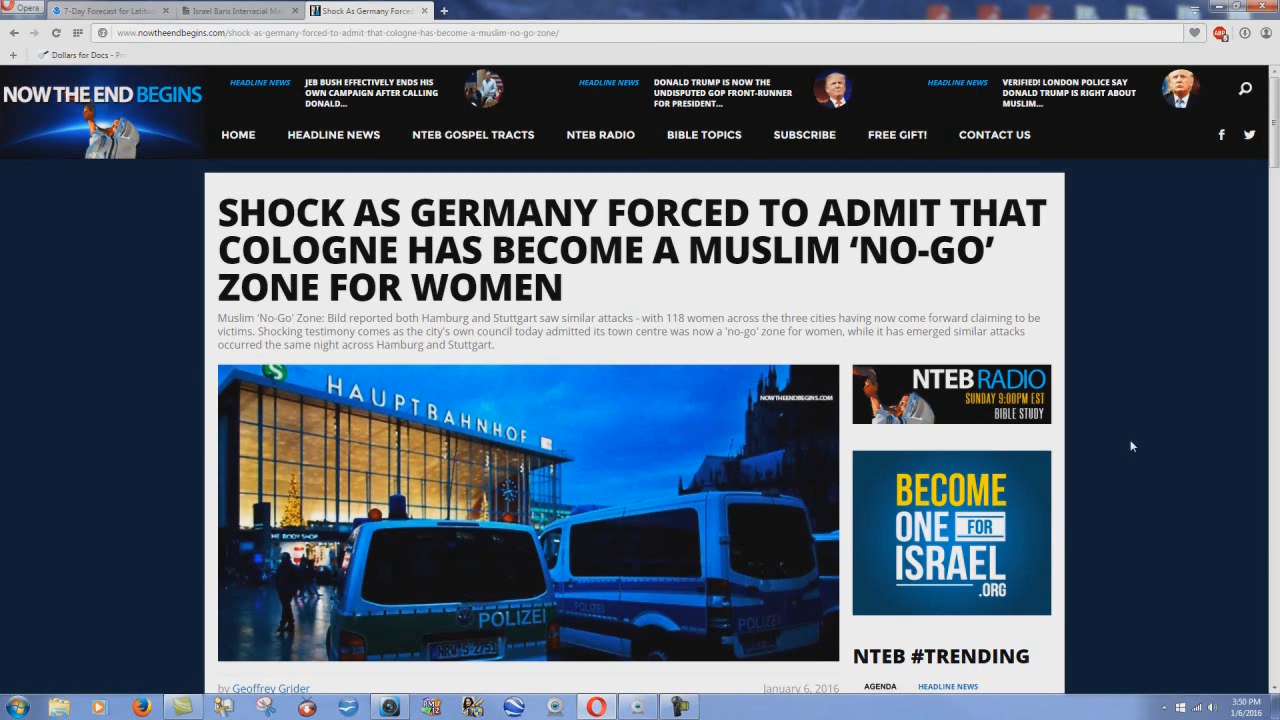 Opera
7-Day Forecast for Latitu
Israel Bans Interracial Me
Shock As Germany Forced
www.nowtheendbegins.com/shock-as-germany-forced-to-admit-that-cologne-has-become-a-muslim-no-go-zone/
Dollars for Docs - P
NOW THE END BEGINS
HEADLINE NEWS
JEB BUSH EFFECTIVELY ENDS HIS
OWN CAMPAIGN AFTER CALLING
DONALD...
HEADLINE NEWS
DONALD TRUMP IS NOW THE
UNDISPUTED GOP FRONT-RUNNER
FOR PRESIDENT...
HEADLINE NEWS
VERIFIED! LONDON POLICE SAY
DONALD TRUMP IS RIGHT ABOUT
MUSLIM...
HOME HEADLINE NEWS NTEB GOSPEL TRACTS NTEB RADIO BIBLE TOPICS SUBSCRIBE FREE GIFT! CONTACT US
SHOCK AS GERMANY FORCED TO ADMIT THAT
COLOGNE HAS BECOME A MUSLIM ‘NO-GO’
ZONE FOR WOMEN
Muslim 'No-Go' Zone: Bild reported both Hamburg and Stuttgart saw similar attacks - with 118 women across the three cities having now come forward claiming to be
victims. Shocking testimony comes as the city's own council today admitted its town centre was now a 'no-go' zone for women, while it has emerged similar attacks
occurred the same night across Hamburg and Stuttgart.
HAUPTBAHNHOF
NOWTHEENDBEGINS.COM
THE BODY SHOP
POLIZEI
POLIZEI
POLIZEI
NTEB RADIO
SUNDAY 9:00PM EST
BIBLE STUDY
BECOME
ONE FOR
ISRAEL
.ORG
NTEB #TRENDING
AGENDA HEADLINE NEWS
by Geoffrey Grider
January 6, 2016
3:50 PM
1/6/2016